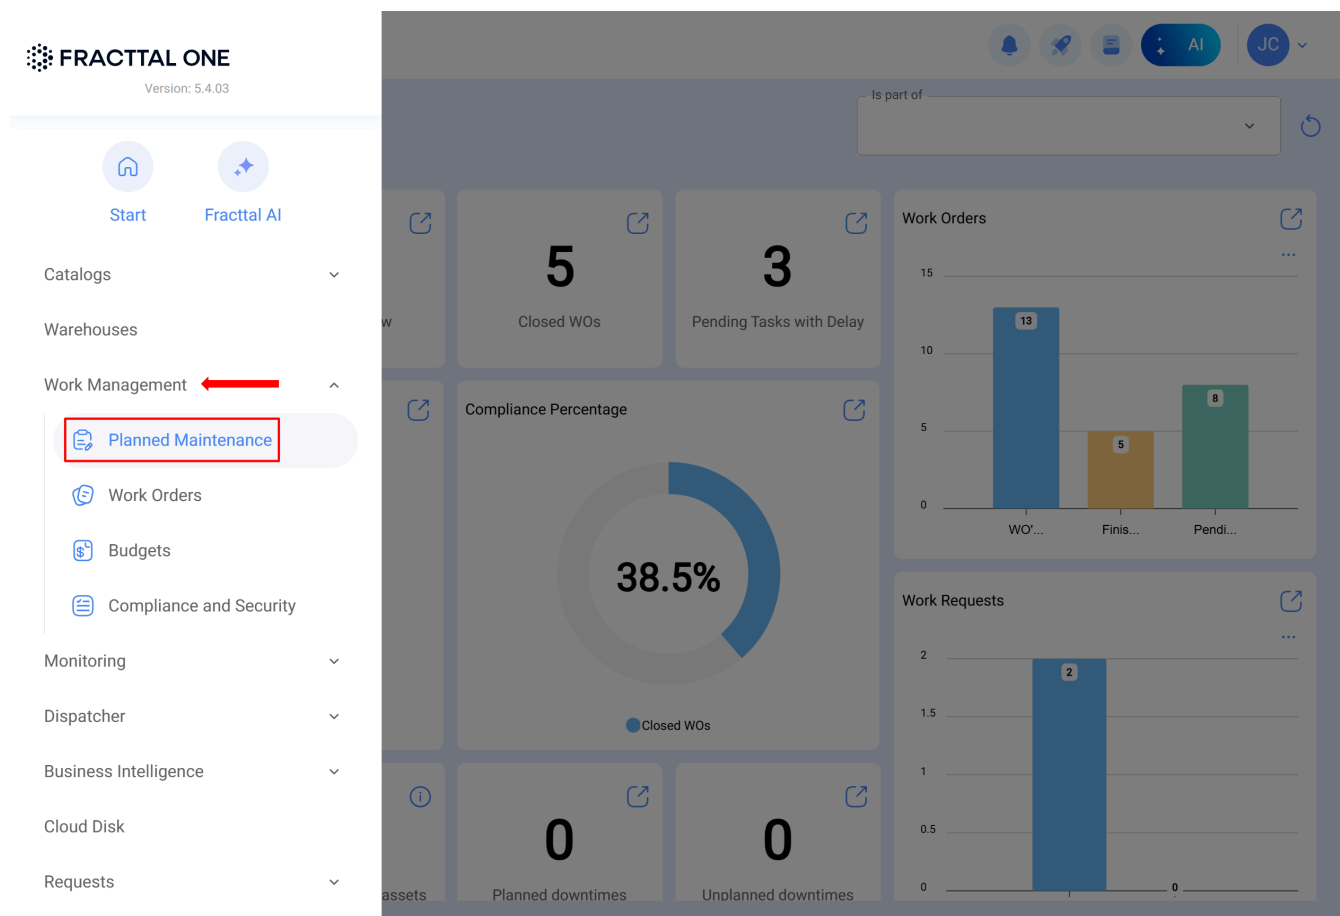 FRACTTAL ONE
Version: 5.4.03
Start
Fracttal AI
Catalogs
Warehouses
Work Management
Planned Maintenance
Work Orders
Budgets
Compliance and Security
Monitoring
Dispatcher
Business Intelligence
Cloud Disk
Requests
AI
JC
Is part of
w
5
Closed WOs
3
Pending Tasks with Delay
Work Orders
...
15
10
5
0
13
5
8
WO'...
Finis...
Pendi...
Compliance Percentage
38.5%
Closed WOs
Work Requests
...
2
1.5
1
0.5
0
2
0
assets
0
Planned downtimes
0
Unplanned downtimes